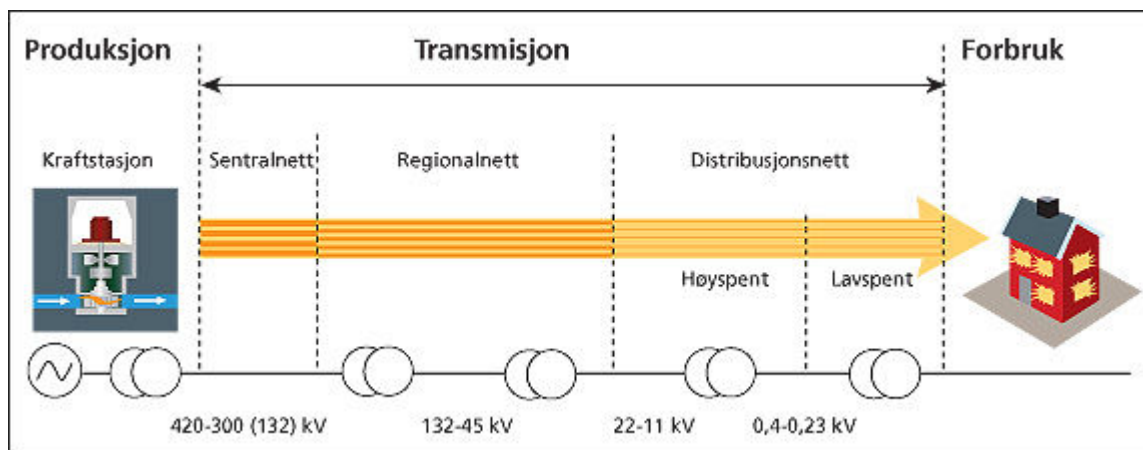 Produksjon
Transmisjon
Forbruk
Kraftstasjon
Sentralnett
Regionalnett
Distribusjonsnett
Høyspent
Lavspent
420-300 (132) kV
132-45 kV
22-11 kV
0,4-0,23 kV